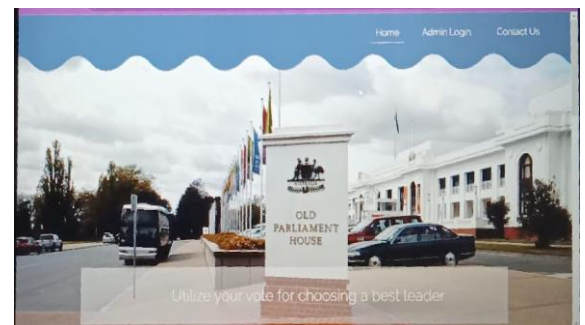 Home Admin Login Contact Us
OLD
PARLIAMENT
HOUSE
Utilize your vote for choosing a best leader